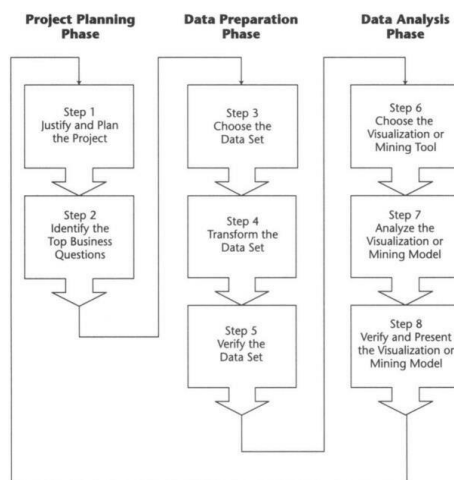 Project Planning
Phase
Data Preparation
Phase
Data Analysis
Phase
Step 1
Justify and Plan
the Project
Step 2
Identify the
Top Business
Questions
Step 3
Choose the
Data Set
Step 4
Transform the
Data Set
Step 5
Verify the
Data Set
Step 6
Choose the
Visualization or
Mining Tool
Step 7
Analyze the
Visualization or
Mining Model
Step 8
Verify and Present
the Visualization or
Mining Model